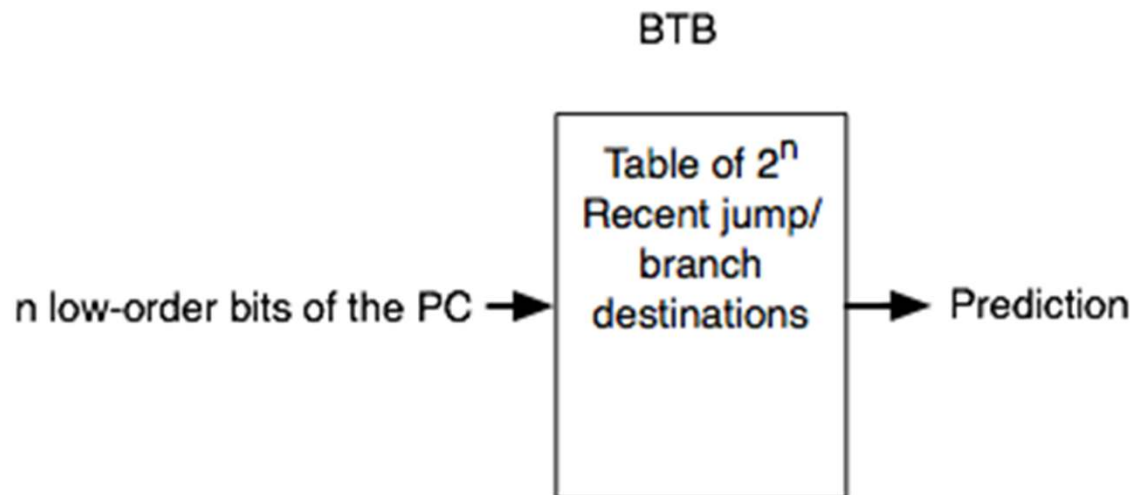 BTB
Table of 2ⁿ
Recent jump/
branch
destinations
n low-order bits of the PC
Prediction